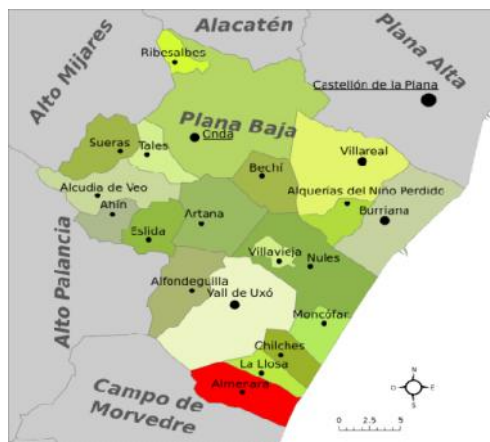 Alacatén
Ribesalbes
Plana Alta
Alto Mijares
Castellón de la Plana
Plana Baja
Onda
Sueras
Tales
Villareal
Bechí
Alcudia de Veo
Alquerías del Niño Perdido
Ahín
Burriana
Artana
Eslida
Alto Palancia
Villavieja
Nules
Alfondeguilla
Vall de Uxó
Moncófar
Chilches
La Llosa
Almenara
Campo de
Morvedre
N
O
E
S
0
2.5
5